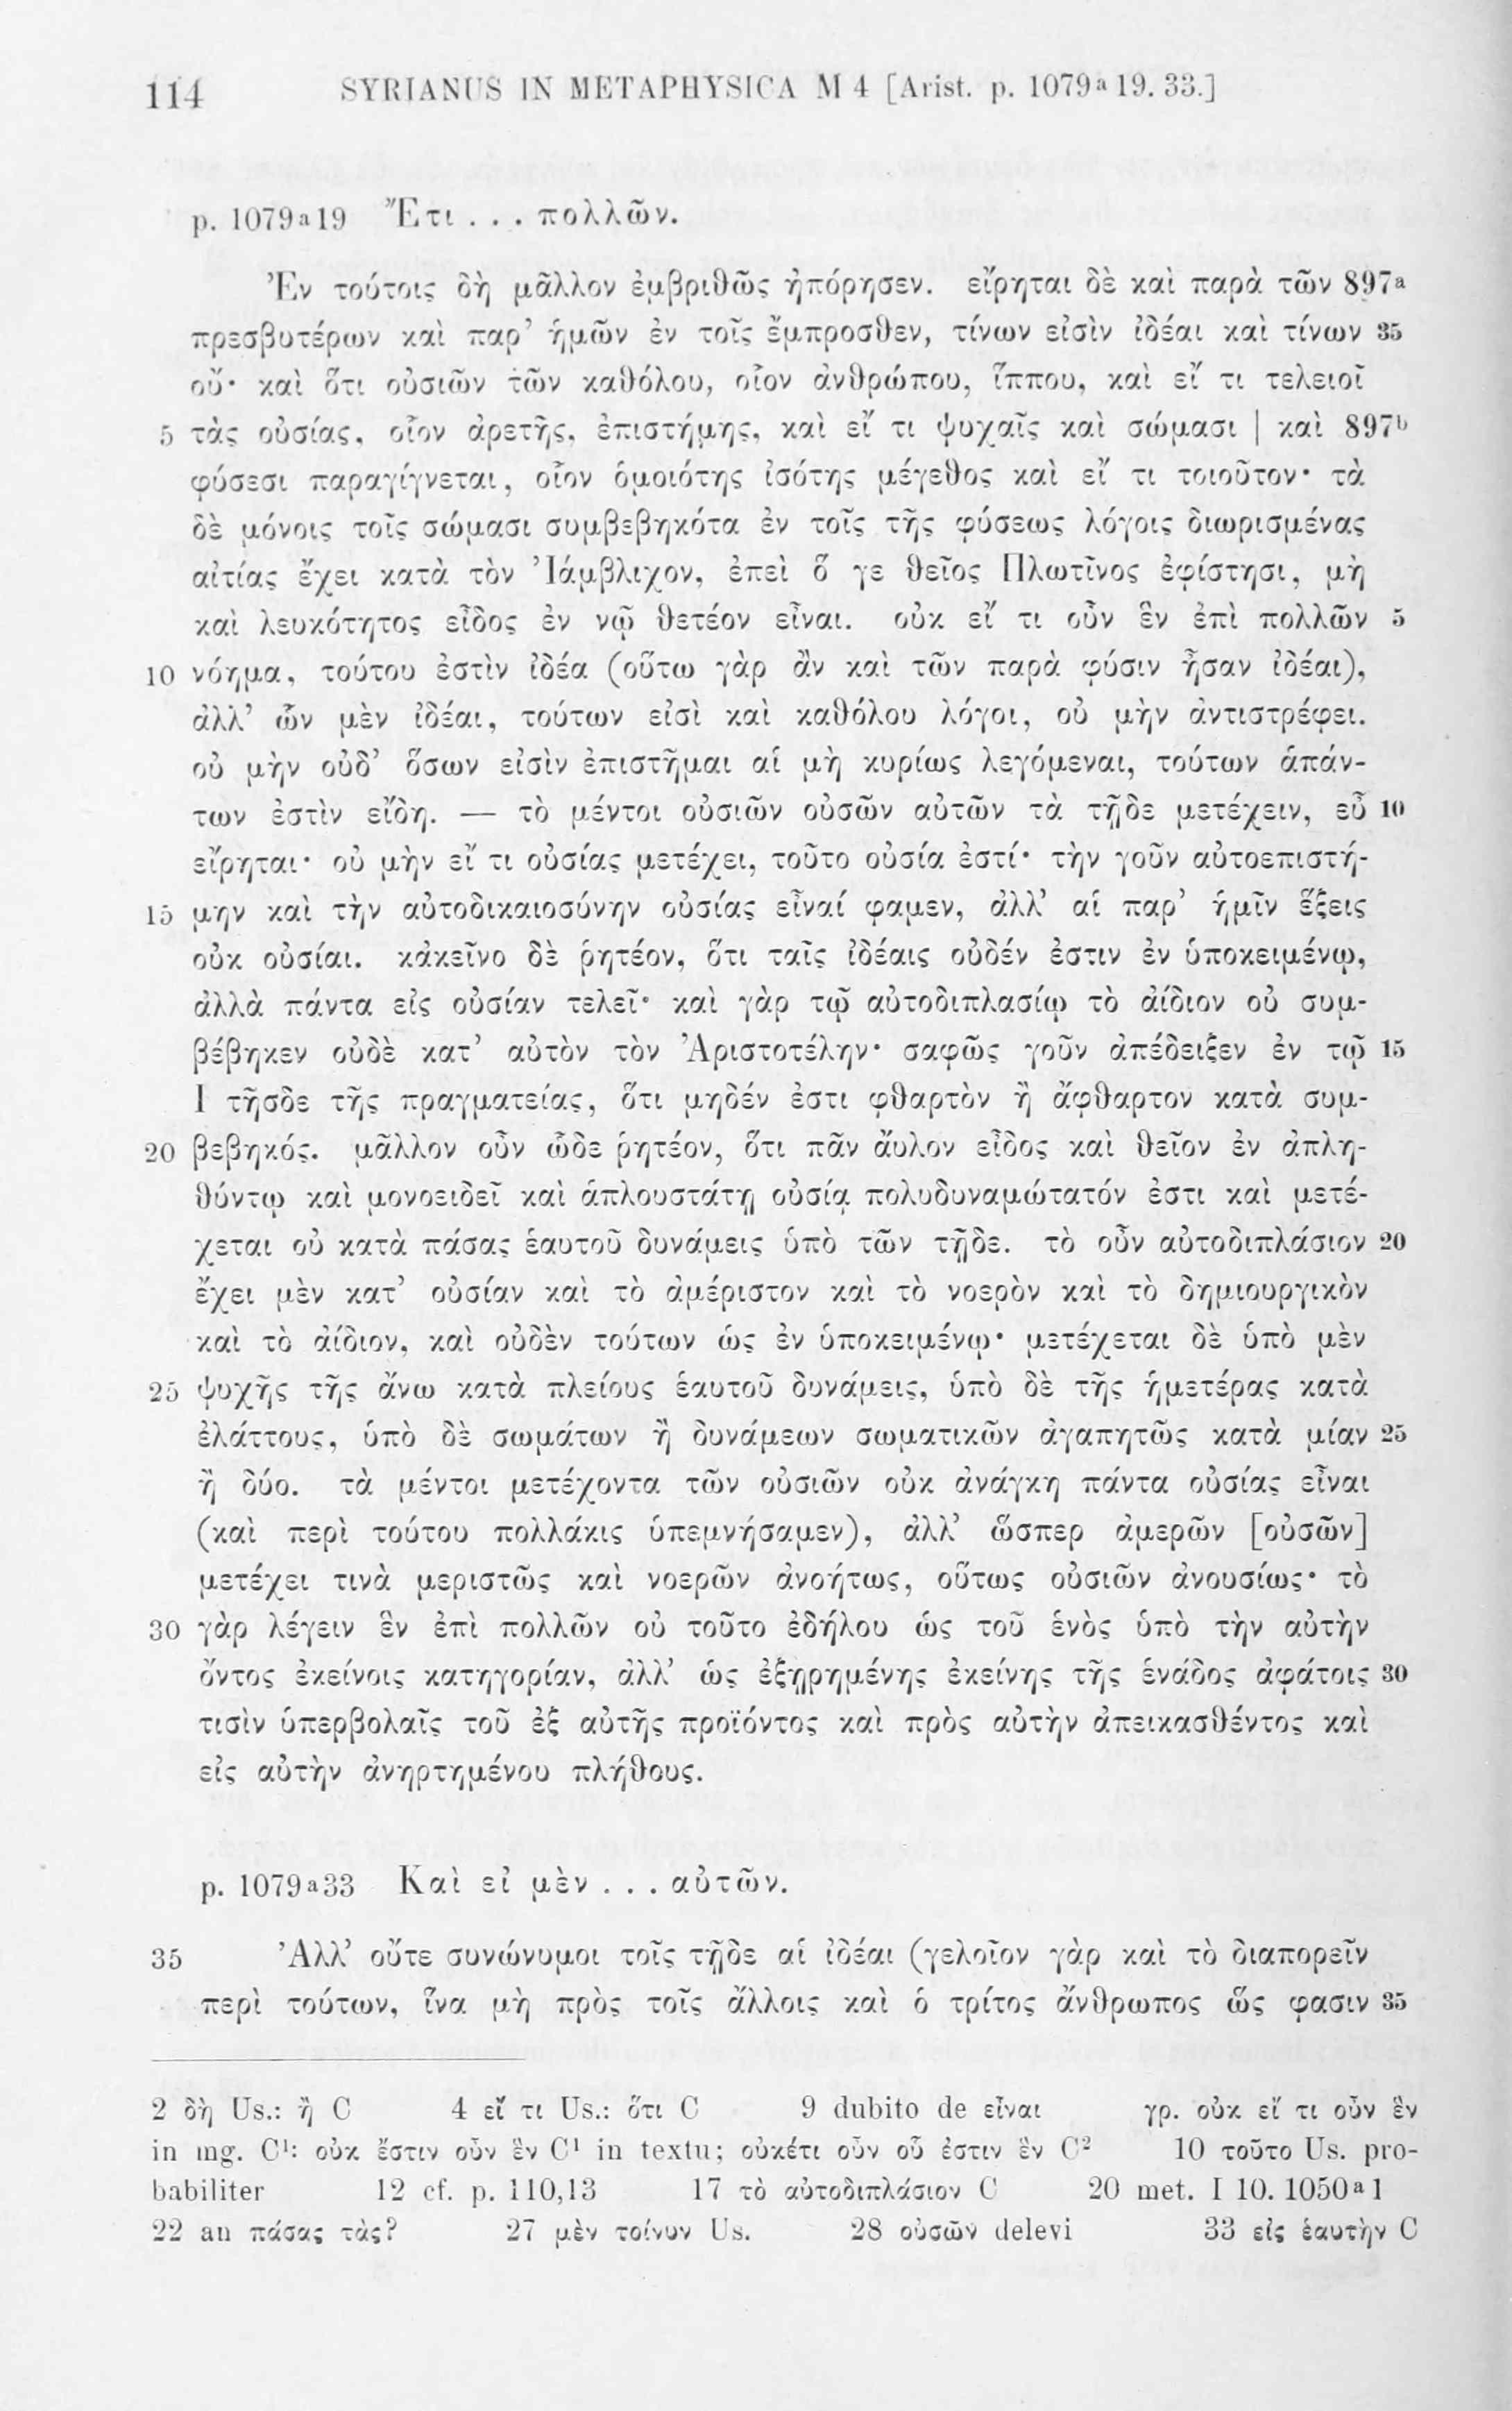 114 SYRIANUS IN METAPHYSICA M 4 [Arist. p. 1079ᵃ19. 33.]
p. 1079ᵃ19 Ἔτι . . . πολλῶν.
Ἐν τούτοις δὴ μᾶλλον ἐμβριθῶς ἠπόρησεν. εἴρηται δὲ καὶ παρὰ τῶν 897ᵃ
πρεσβυτέρων καὶ παρ’ ἡμῶν ἐν τοῖς ἔμπροσθεν, τίνων εἰσὶν ἰδέαι καὶ τίνων 35
οὔ· καὶ ὅτι οὐσιῶν τῶν καθόλου, οἷον ἀνθρώπου, ἵππου, καὶ εἴ τι τελειοῖ
5 τὰς οὐσίας, οἷον ἀρετῆς, ἐπιστήμης, καὶ εἴ τι ψυχαῖς καὶ σώμασι | καὶ 897ᵇ
φύσεσι παραγίγνεται, οἷον ὁμοιότης ἰσότης μέγεθος καὶ εἴ τι τοιοῦτον· τὰ
δὲ μόνοις τοῖς σώμασι συμβεβηκότα ἐν τοῖς τῆς φύσεως λόγοις διωρισμένας
αἰτίας ἔχει κατὰ τὸν Ἰάμβλιχον, ἐπεὶ ὅ γε θεῖος Πλωτῖνος ἐφίστησι, μὴ
καὶ λευκότητος εἶδος ἐν νῷ θετέον εἶναι. οὐκ εἴ τι οὖν ἓν ἐπὶ πολλῶν 5
10 νόημα, τούτου ἐστὶν ἰδέα (οὕτω γὰρ ἂν καὶ τῶν παρὰ φύσιν ἦσαν ἰδέαι),
ἀλλ’ ὧν μὲν ἰδέαι, τούτων εἰσὶ καὶ καθόλου λόγοι, οὐ μὴν ἀντιστρέφει.
οὐ μὴν οὐδ’ ὅσων εἰσὶν ἐπιστῆμαι αἱ μὴ κυρίως λεγόμεναι, τούτων ἁπάν-
των ἐστὶν εἴδη. — τὸ μέντοι οὐσιῶν οὐσῶν αὐτῶν τὰ τῇδε μετέχειν, εὖ 10
εἴρηται· οὐ μὴν εἴ τι οὐσίας μετέχει, τοῦτο οὐσία ἐστί· τὴν γοῦν αὐτοεπιστή-
15 μην καὶ τὴν αὐτοδικαιοσύνην οὐσίας εἶναί φαμεν, ἀλλ’ αἱ παρ’ ἡμῖν ἕξεις
οὐκ οὐσίαι. κἀκεῖνο δὲ ῥητέον, ὅτι ταῖς ἰδέαις οὐδέν ἐστιν ἐν ὑποκειμένῳ,
ἀλλὰ πάντα εἰς οὐσίαν τελεῖ· καὶ γὰρ τῷ αὐτοδιπλασίῳ τὸ ἀίδιον οὐ συμ-
βέβηκεν οὐδὲ κατ’ αὐτὸν τὸν Ἀριστοτέλην· σαφῶς γοῦν ἀπέδειξεν ἐν τῷ 15
Ι τῆσδε τῆς πραγματείας, ὅτι μηδέν ἐστι φθαρτὸν ἢ ἄφθαρτον κατὰ συμ-
20 βεβηκός. μᾶλλον οὖν ὧδε ῥητέον, ὅτι πᾶν ἄυλον εἶδος καὶ θεῖον ἐν ἀπλη-
θύντῳ καὶ μονοειδεῖ καὶ ἁπλουστάτῃ οὐσίᾳ πολυδυναμώτατόν ἐστι καὶ μετέ-
χεται οὐ κατὰ πάσας ἑαυτοῦ δυνάμεις ὑπὸ τῶν τῇδε. τὸ οὖν αὐτοδιπλάσιον 20
ἔχει μὲν κατ’ οὐσίαν καὶ τὸ ἀμέριστον καὶ τὸ νοερὸν καὶ τὸ δημιουργικὸν
καὶ τὸ ἀίδιον, καὶ οὐδὲν τούτων ὡς ἐν ὑποκειμένῳ· μετέχεται δὲ ὑπὸ μὲν
25 ψυχῆς τῆς ἄνω κατὰ πλείους ἑαυτοῦ δυνάμεις, ὑπὸ δὲ τῆς ἡμετέρας κατὰ
ἐλάττους, ὑπὸ δὲ σωμάτων ἢ δυνάμεων σωματικῶν ἀγαπητῶς κατὰ μίαν 25
ἢ δύο. τὰ μέντοι μετέχοντα τῶν οὐσιῶν οὐκ ἀνάγκη πάντα οὐσίας εἶναι
(καὶ περὶ τούτου πολλάκις ὑπεμνήσαμεν), ἀλλ’ ὥσπερ ἀμερῶν [οὐσῶν]
μετέχει τινὰ μεριστῶς καὶ νοερῶν ἀνοήτως, οὕτως οὐσιῶν ἀνουσίως· τὸ
30 γὰρ λέγειν ἓν ἐπὶ πολλῶν οὐ τοῦτο ἐδήλου ὡς τοῦ ἑνὸς ὑπὸ τὴν αὐτὴν
ὄντος ἐκείνοις κατηγορίαν, ἀλλ’ ὡς ἐξῃρημένης ἐκείνης τῆς ἑνάδος ἀφάτοις 30
τισὶν ὑπερβολαῖς τοῦ ἐξ αὐτῆς προϊόντος καὶ πρὸς αὐτὴν ἀπεικασθέντος καὶ
εἰς αὐτὴν ἀνηρτημένου πλήθους.
p. 1079ᵃ33 Καὶ εἰ μὲν . . . αὐτῶν.
35 Ἀλλ’ οὔτε συνώνυμοι τοῖς τῇδε αἱ ἰδέαι (γελοῖον γὰρ καὶ τὸ διαπορεῖν
περὶ τούτων, ἵνα μὴ πρὸς τοῖς ἄλλοις καὶ ὁ τρίτος ἄνθρωπος ὥς φασιν 35
2 δὴ Us.: ἢ C 4 εἴ τι Us.: ὅτι C 9 dubito de εἶναι γρ. οὐκ εἴ τι οὖν ἓν
in mg. C¹: οὐκ ἔστιν οὖν ἓν C¹ in textu; οὐκέτι οὖν οὗ ἐστιν ἓν C² 10 τοῦτο Us. pro-
babiliter 12 cf. p. 110,13 17 τὸ αὐτοδιπλάσιον C 20 met. I 10. 1050ᵃ1
22 an πάσας τὰς? 27 μὲν τοίνυν Us. 28 οὐσῶν delevi 33 εἰς ἑαυτὴν C